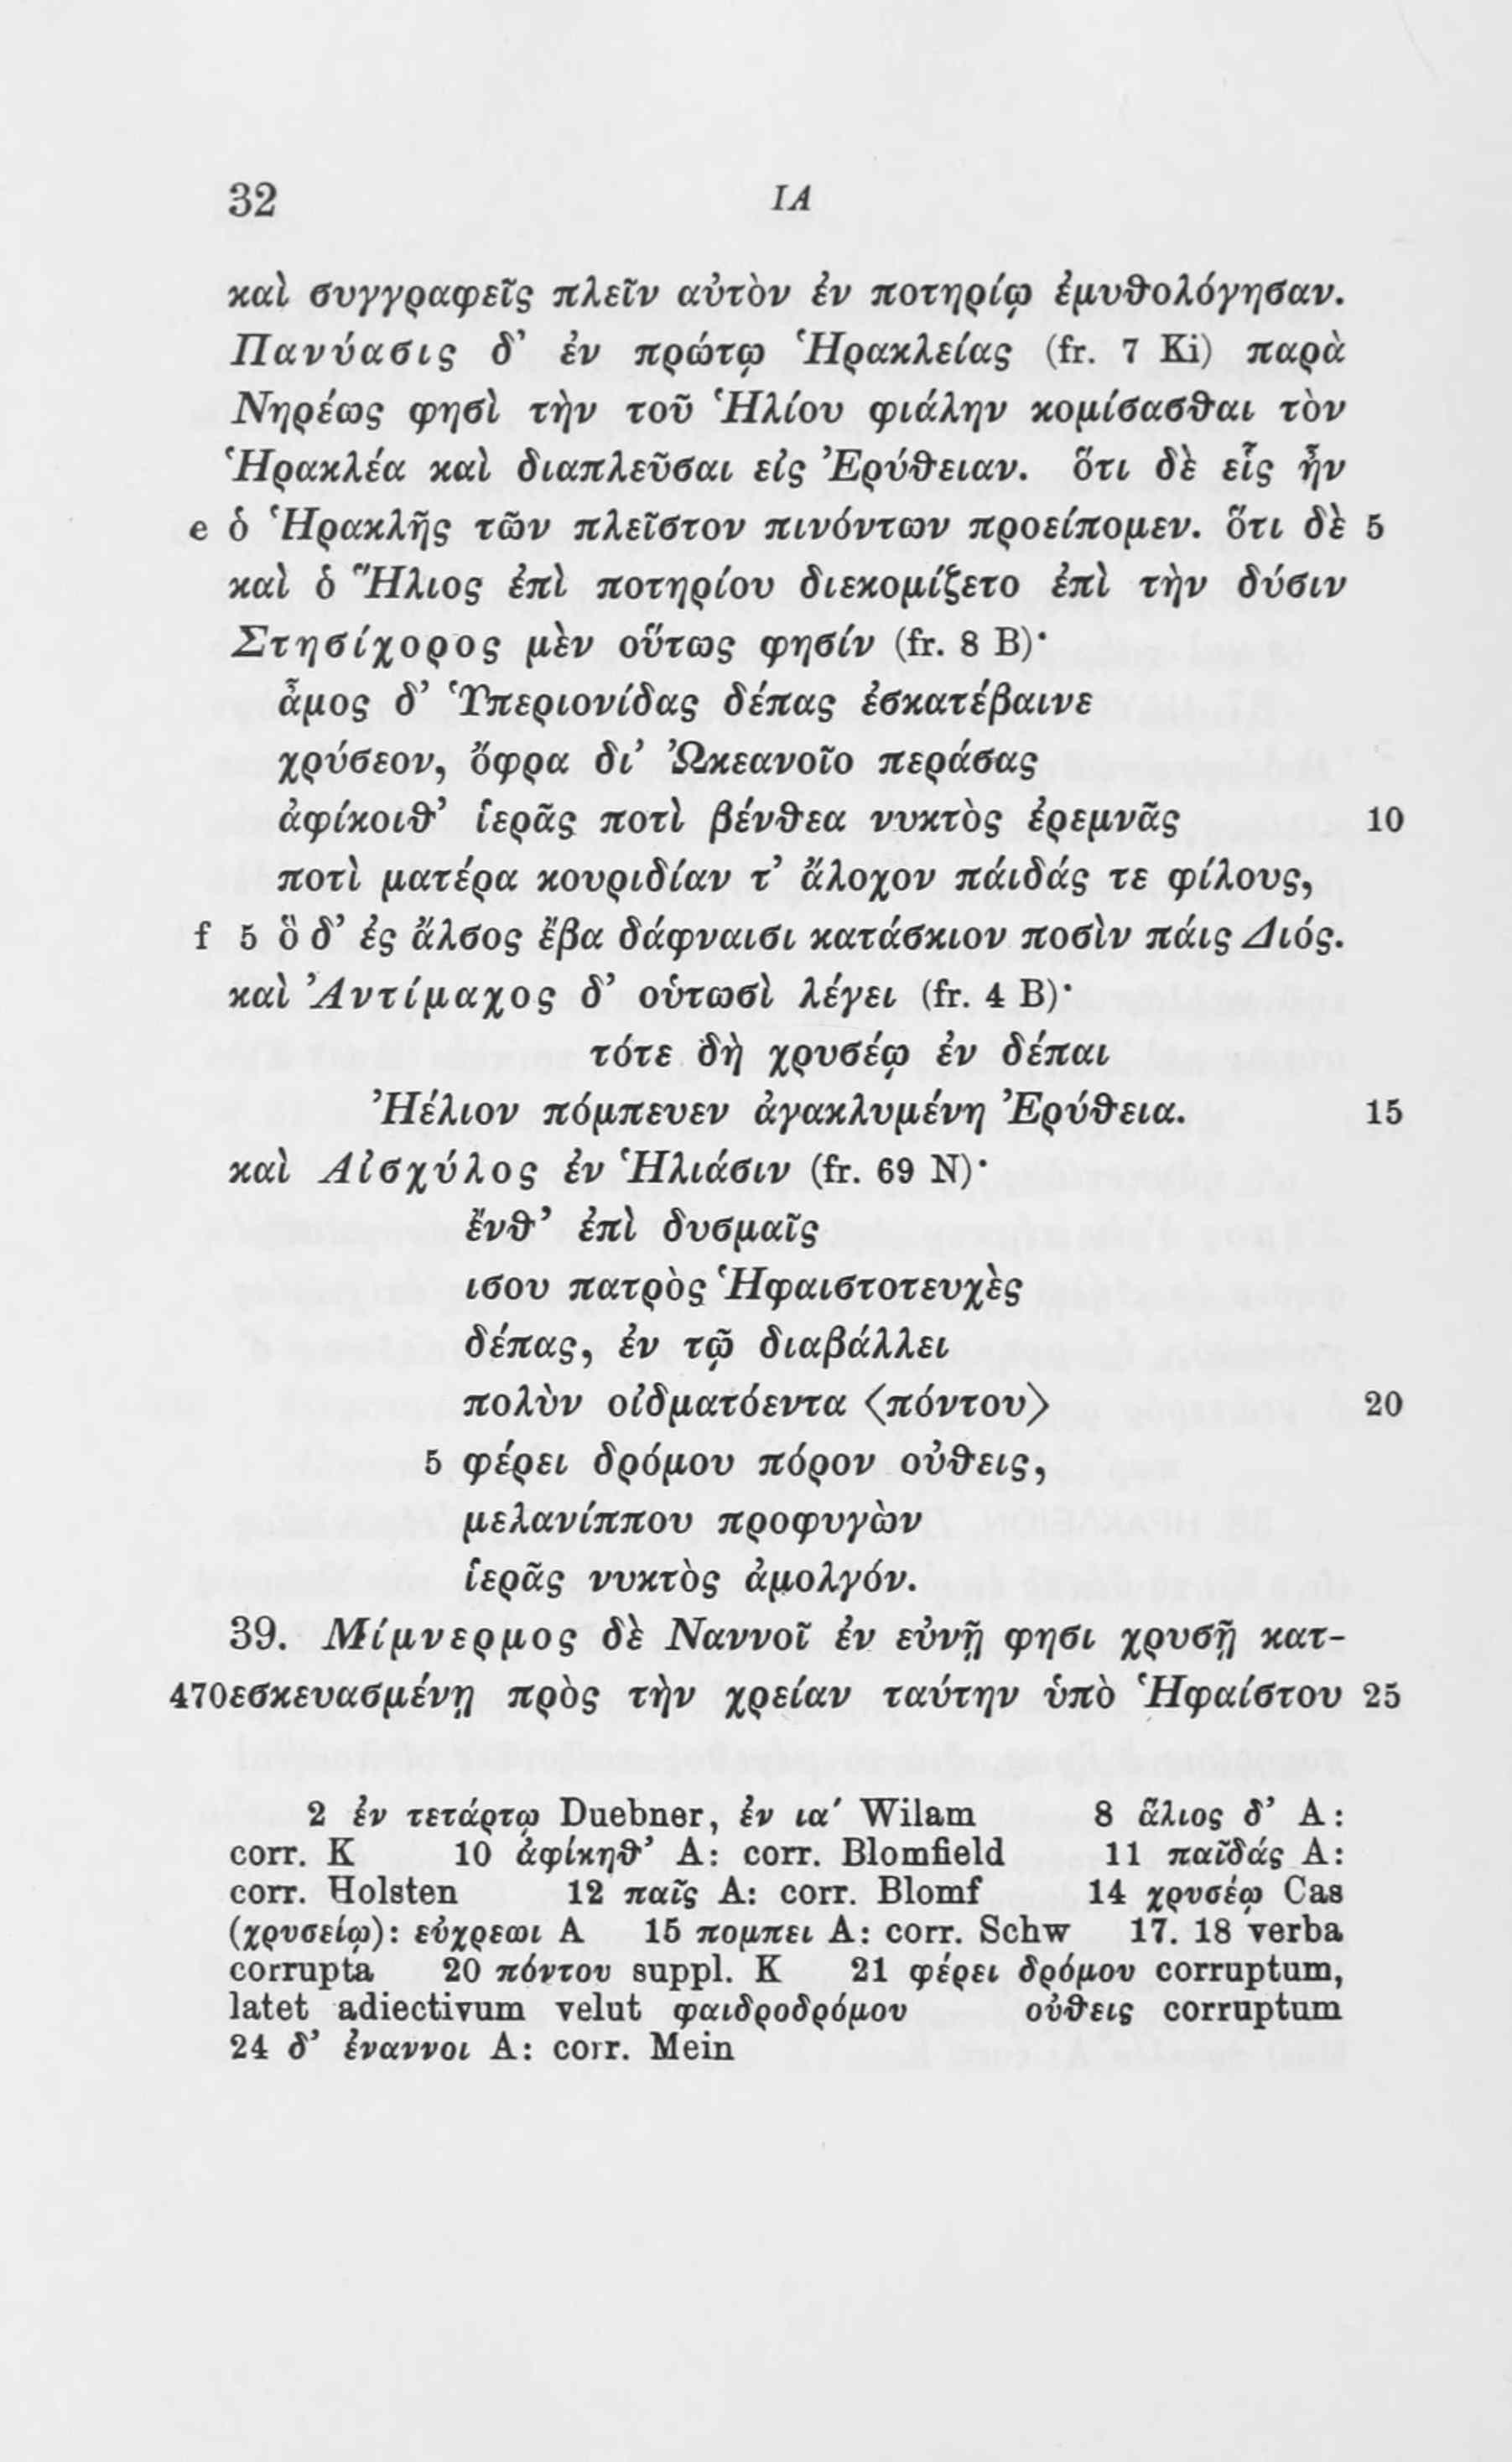 32 ΙΑ
καὶ συγγραφεῖς πλεῖν αὐτὸν ἐν ποτηρίῳ ἐμυθολόγησαν.
Πανύασις δ’ ἐν πρώτῳ Ἡρακλείας (fr. 7 Ki) παρὰ
Νηρέως φησὶ τὴν τοῦ Ἡλίου φιάλην κομίσασθαι τὸν
Ἡρακλέα καὶ διαπλεῦσαι εἰς Ἐρύθειαν. ὅτι δὲ εἷς ἦν
e ὁ Ἡρακλῆς τῶν πλεῖστον πινόντων προείπομεν. ὅτι δὲ 5
καὶ ὁ Ἥλιος ἐπὶ ποτηρίου διεκομίζετο ἐπὶ τὴν δύσιν
Στησίχορος μὲν οὕτως φησίν (fr. 8 B)·
ἆμος δ’ Ὑπεριονίδας δέπας ἐσκατέβαινε
χρύσεον, ὄφρα δι’ Ὠκεανοῖο περάσας
ἀφίκοιθ’ ἱερᾶς ποτὶ βένθεα νυκτὸς ἐρεμνᾶς 10
ποτὶ ματέρα κουριδίαν τ’ ἄλοχον πάιδάς τε φίλους,
f 5 ὃ δ’ ἐς ἄλσος ἔβα δάφναισι κατάσκιον ποσὶν πάις Διός.
καὶ Ἀντίμαχος δ’ οὑτωσὶ λέγει (fr. 4 B)·
τότε δὴ χρυσέῳ ἐν δέπαι
Ἠέλιον πόμπευεν ἀγακλυμένη Ἐρύθεια. 15
καὶ Αἰσχύλος ἐν Ἡλιάσιν (fr. 69 N)·
ἔνθ’ ἐπὶ δυσμαῖς
ισου πατρὸς Ἡφαιστοτευχὲς
δέπας, ἐν τῷ διαβάλλει
πολὺν οἰδματόεντα ⟨πόντου⟩ 20
5 φέρει δρόμου πόρον οὐθεις,
μελανίππου προφυγὼν
ἱερᾶς νυκτὸς ἀμολγόν.
39. Μίμνερμος δὲ Ναννοῖ ἐν εὐνῇ φησι χρυσῇ κατ-
470 εσκευασμένῃ πρὸς τὴν χρείαν ταύτην ὑπὸ Ἡφαίστου 25
2 ἐν τετάρτῳ Duebner, ἐν ια′ Wilam 8 ἅλιος δ’ A:
corr. K 10 ἀφίκηθ’ A: corr. Blomfield 11 παῖδάς A:
corr. Holsten 12 παῖς A: corr. Blomf 14 χρυσέῳ Cas
(χρυσείῳ): εὐχρεωι A 15 πομπει A: corr. Schw 17. 18 verba
corrupta 20 πόντου suppl. K 21 φέρει δρόμου corruptum,
latet adiectivum velut φαιδροδρόμου οὐθεις corruptum
24 δ’ ἐναννοι A: corr. Mein